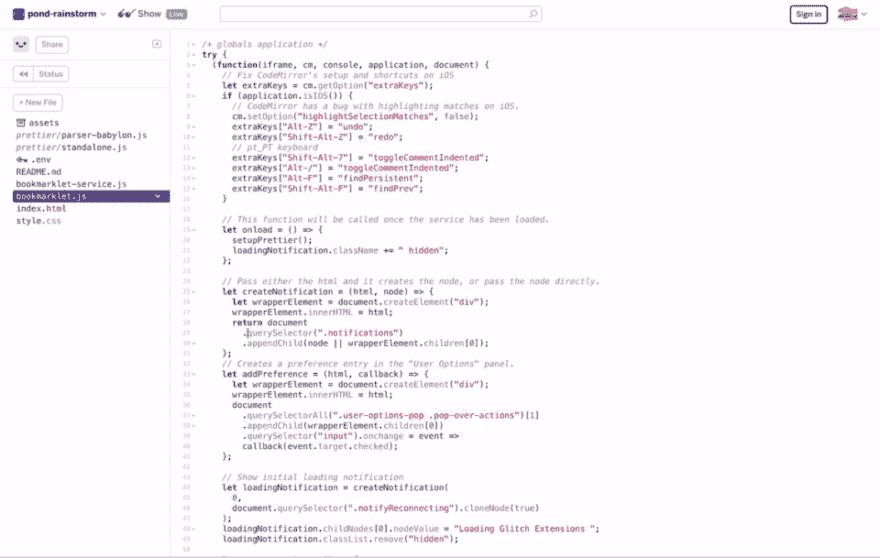 pond-rainstorm
Show Live
Sign in
Share
Status
+ New File
assets
prettier/parser-babylon.js
prettier/standalone.js
.env
README.md
bookmarklet-service.js
bookmarklet.js
index.html
style.css
1 /* globals application */
2 try {
3 (function(iframe, cm, console, application, document) {
4 // Fix CodeMirror's setup and shortcuts on iOS
5 let extraKeys = cm.getOption("extraKeys");
6 if (application.isIOS()) {
7 // CodeMirror has a bug with highlighting matches on iOS.
8 cm.setOption("highlightSelectionMatches", false);
9 extraKeys["Alt-Z"] = "undo";
10 extraKeys["Shift-Alt-Z"] = "redo";
11 // pt_PT keyboard
12 extraKeys["Shift-Alt-7"] = "toggleCommentIndented";
13 extraKeys["Alt-/"] = "toggleCommentIndented";
14 extraKeys["Alt-F"] = "findPersistent";
15 extraKeys["Shift-Alt-F"] = "findPrev";
16 }
17
18 // This function will be called once the service has been loaded.
19 let onload = () => {
20 setupPrettier();
21 loadingNotification.className += " hidden";
22 };
23
24 // Pass either the html and it creates the node, or pass the node directly.
25 let createNotification = (html, node) => {
26 let wrapperElement = document.createElement("div");
27 wrapperElement.innerHTML = html;
28 return document
29 .querySelector(".notifications")
30 .appendChild(node || wrapperElement.children[0]);
31 };
32 // Creates a preference entry in the "User Options" panel.
33 let addPreference = (html, callback) => {
34 let wrapperElement = document.createElement("div");
35 wrapperElement.innerHTML = html;
36 document
37 .querySelectorAll(".user-options-pop .pop-over-actions")[1]
38 .appendChild(wrapperElement.children[0])
39 .querySelector("input").onchange = event =>
40 callback(event.target.checked);
41 };
42
43 // Show initial loading notification
44 let loadingNotification = createNotification(
45 0,
46 document.querySelector(".notifyReconnecting").cloneNode(true)
47 );
48 loadingNotification.childNodes[0].nodeValue = "Loading Glitch Extensions ";
49 loadingNotification.classList.remove("hidden");
50